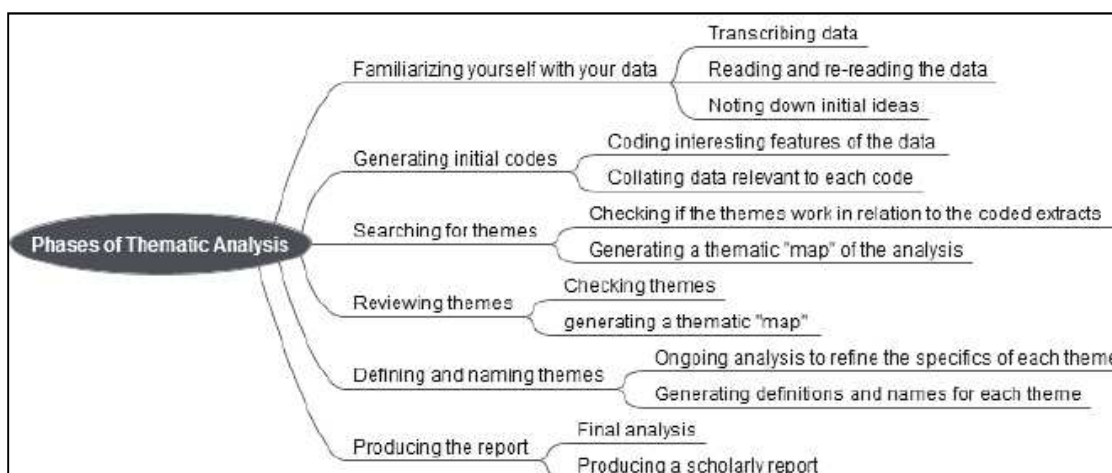 Phases of Thematic Analysis
Familiarizing yourself with your data
Transcribing data
Reading and re-reading the data
Noting down initial ideas
Generating initial codes
Coding interesting features of the data
Collating data relevant to each code
Searching for themes
Checking if the themes work in relation to the coded extracts
Generating a thematic "map" of the analysis
Reviewing themes
Checking themes
generating a thematic "map"
Defining and naming themes
Ongoing analysis to refine the specifics of each theme
Generating definitions and names for each theme
Producing the report
Final analysis
Producing a scholarly report